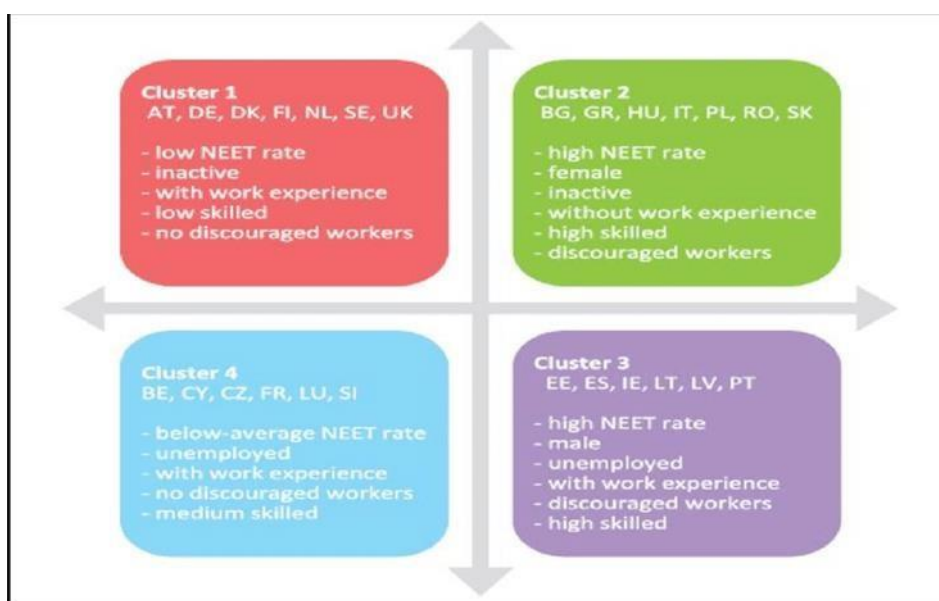 Cluster 1
AT, DE, DK, FI, NL, SE, UK
- low NEET rate
- inactive
- with work experience
- low skilled
- no discouraged workers
Cluster 2
BG, GR, HU, IT, PL, RO, SK
- high NEET rate
- female
- inactive
- without work experience
- high skilled
- discouraged workers
Cluster 4
BE, CY, CZ, FR, LU, SI
- below-average NEET rate
- unemployed
- with work experience
- no discouraged workers
- medium skilled
Cluster 3
EE, ES, IE, LT, LV, PT
- high NEET rate
- male
- unemployed
- with work experience
- discouraged workers
- high skilled